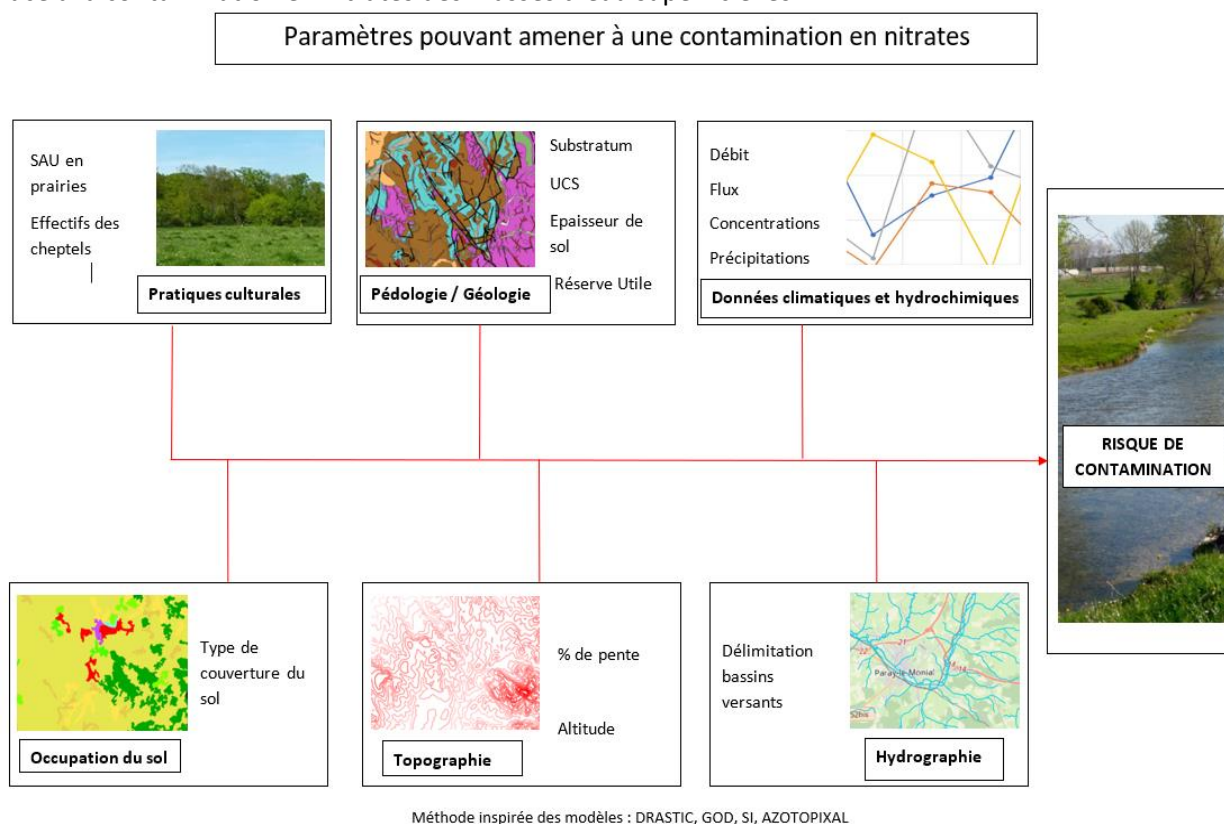 Paramètres pouvant amener à une contamination en nitrates
SAU en
prairies
Effectifs des
cheptels
Pratiques culturales
Substratum
UCS
Epaisseur de
sol
Réserve Utile
Pédologie / Géologie
Débit
Flux
Concentrations
Précipitations
Données climatiques et hydrochimiques
RISQUE DE
CONTAMINATION
Type de
couverture du
sol
Occupation du sol
% de pente
Altitude
Topographie
Délimitation
bassins
versants
Paray-le-Monial
Hydrographie
Méthode inspirée des modèles : DRASTIC, GOD, SI, AZOTOPIXAL